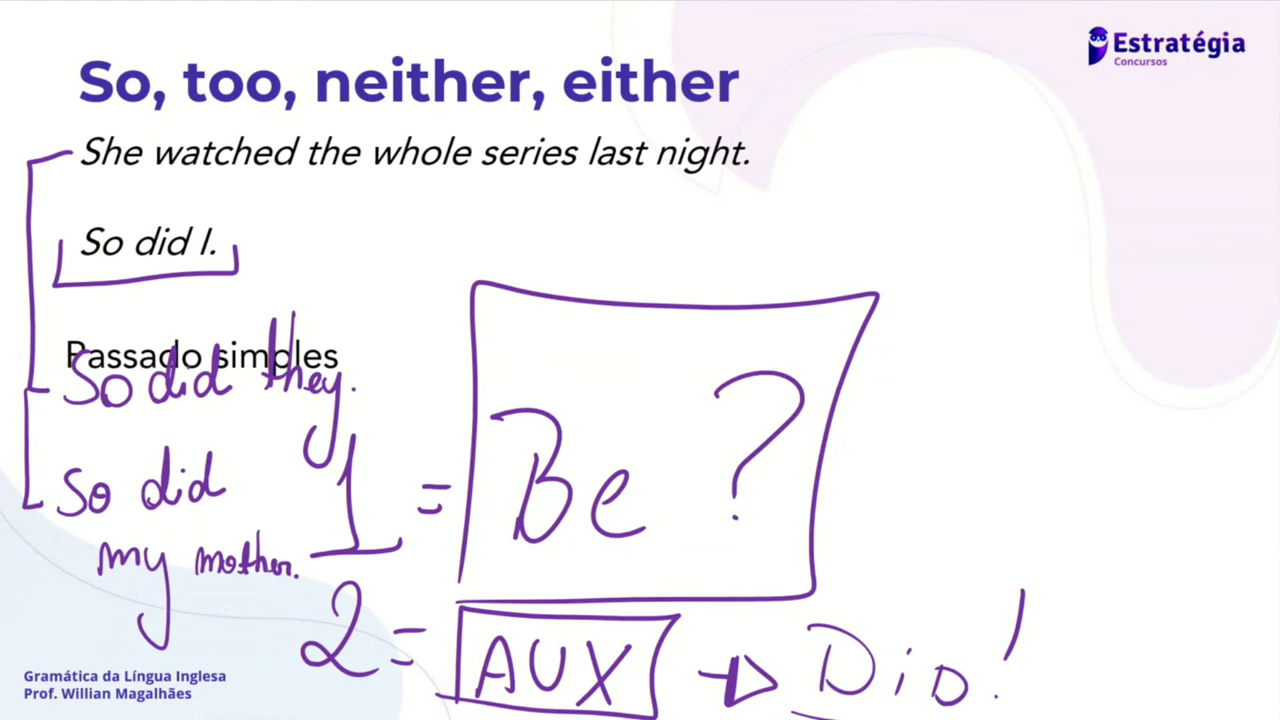 So, too, neither, either
Estratégia
Concursos
She watched the whole series last night.
So did I.
Passado simples
So did they.
So did
my mother.
1 = Be ?
2 = AUX → Did!
Gramática da Língua Inglesa
Prof. Willian Magalhães